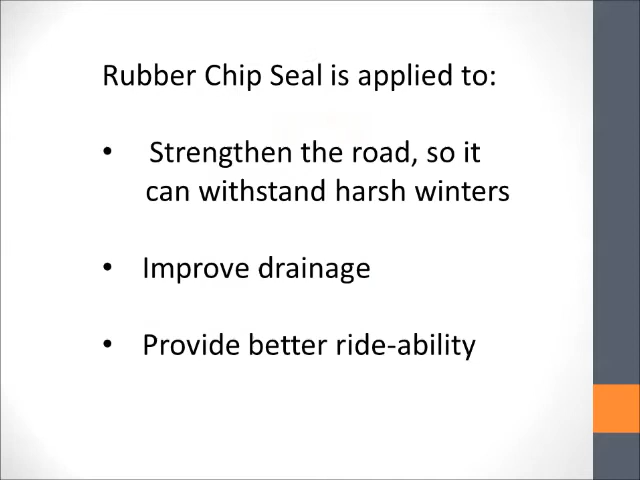 Rubber Chip Seal is applied to:
• Strengthen the road, so it
can withstand harsh winters
• Improve drainage
• Provide better ride-ability